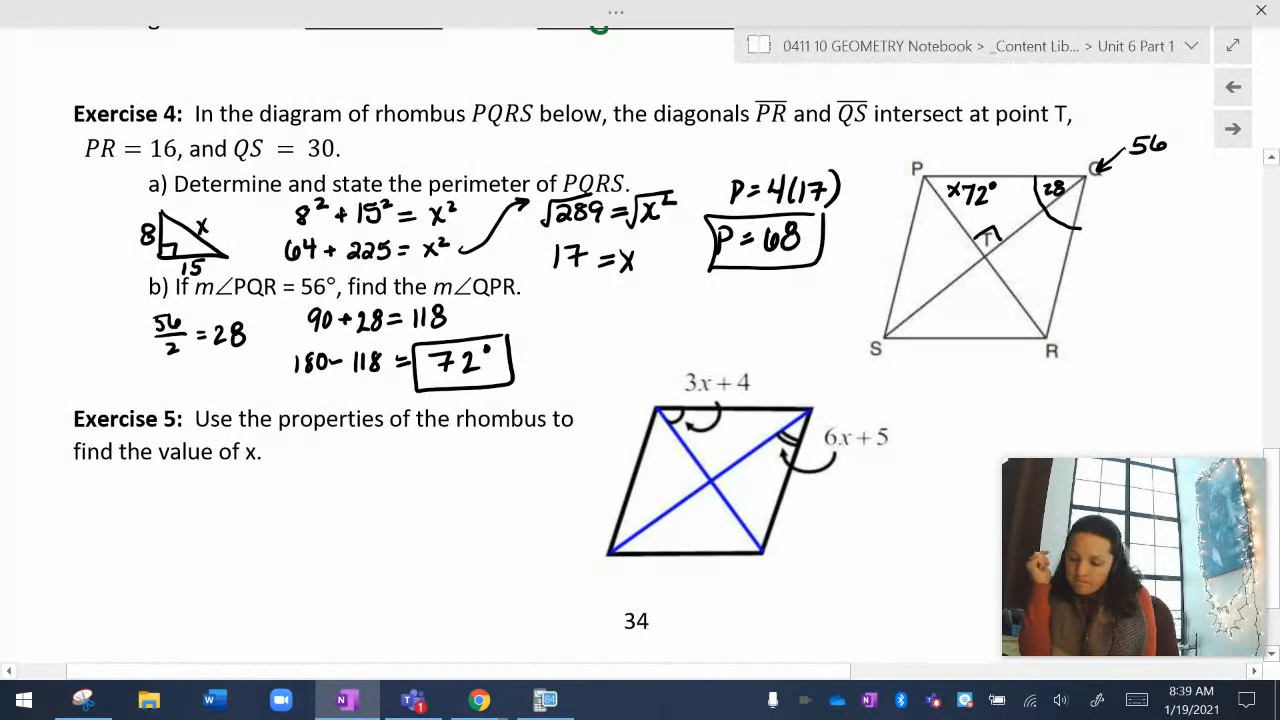 0411 10 GEOMETRY Notebook > _Content Lib... > Unit 6 Part 1
Exercise 4: In the diagram of rhombus PQRS below, the diagonals PR and QS intersect at point T,
PR = 16, and QS = 30.
a) Determine and state the perimeter of PQRS.
8
x
15
8² + 15² = x²
64 + 225 = x²
√289 = √x²
17 = x
P = 4(17)
P = 68
b) If m∠PQR = 56°, find the m∠QPR.
56/2 = 28
90 + 28 = 118
180 - 118 = 72°
P
Q
56
x 72°
28
T
S
R
Exercise 5: Use the properties of the rhombus to
find the value of x.
3x + 4
6x + 5
34
64
1
8:39 AM
1/19/2021